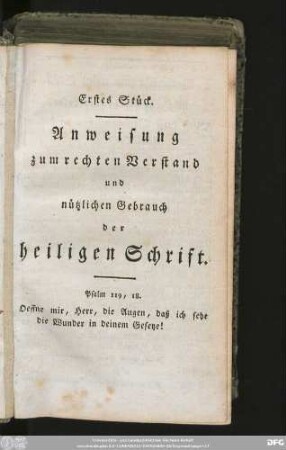 Erstes Stück.
Anweisung
zum rechten Verstand
und
nützlichen Gebrauch
der
heiligen Schrift.
Psalm 119, 18.
Oeffne mir, Herr, die Augen, daß ich sehe
die Wunder in deinem Gesetze!
DFG